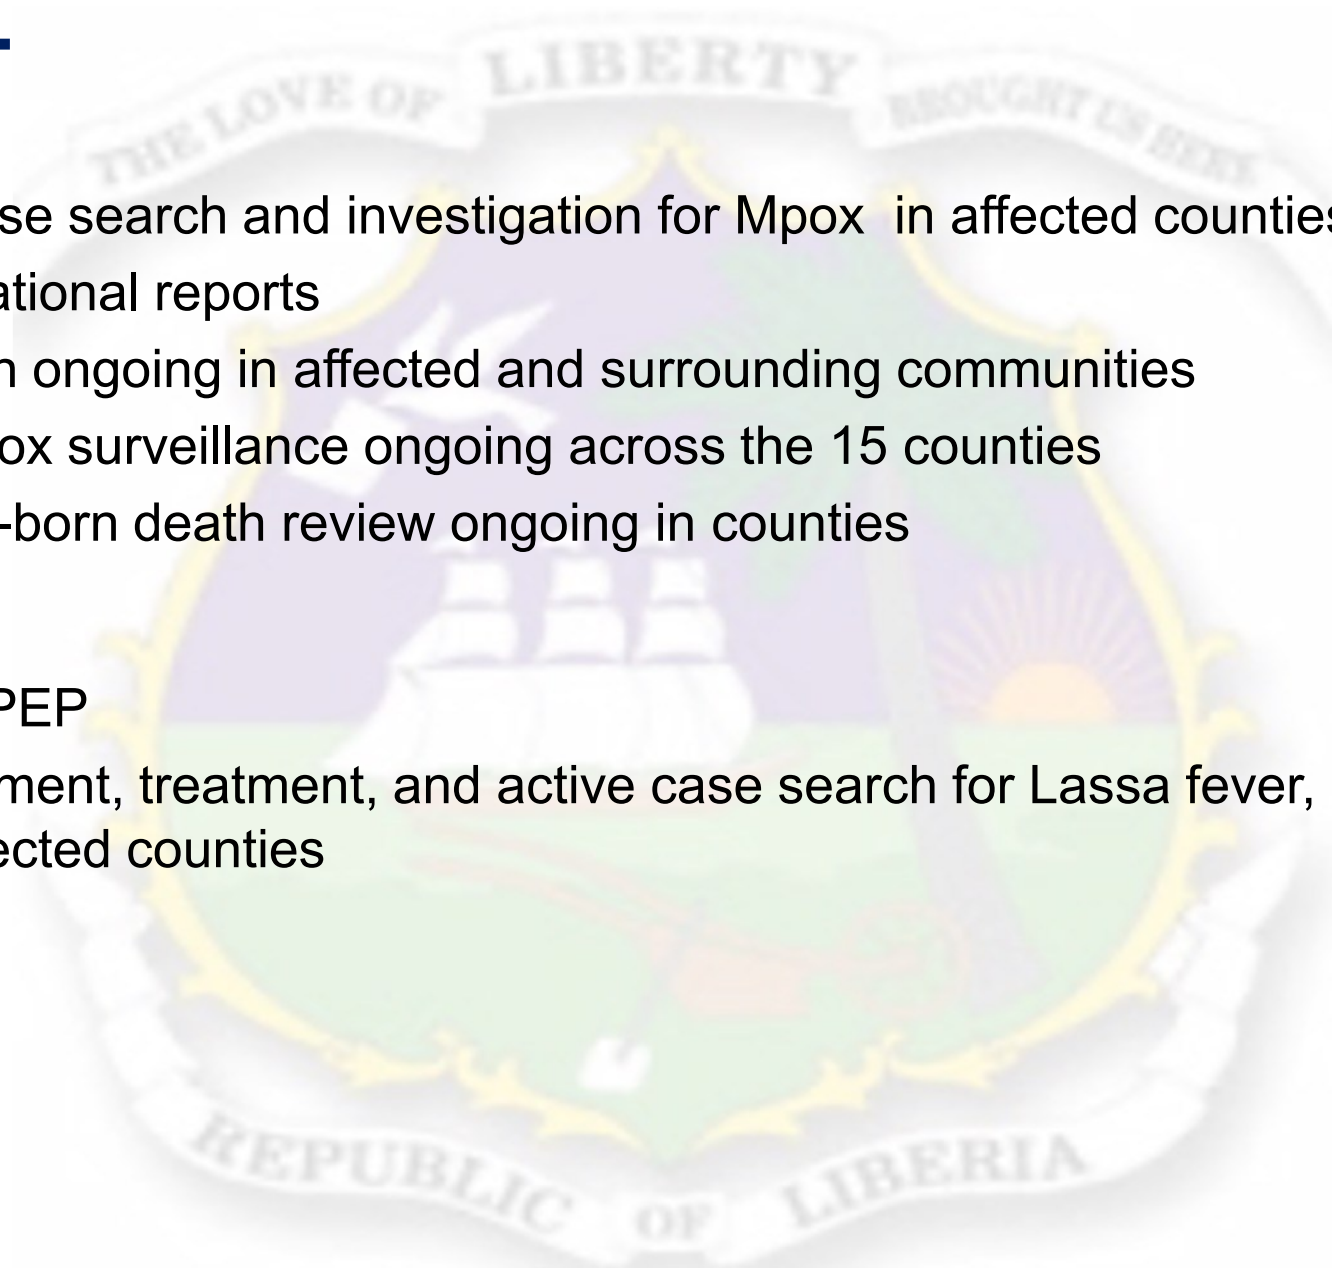 THE LOVE OF LIBERTY BROUGHT US HERE
se search and investigation for Mpox in affected counties
ational reports
n ongoing in affected and surrounding communities
ox surveillance ongoing across the 15 counties
-born death review ongoing in counties
PEP
ment, treatment, and active case search for Lassa fever,
ected counties
REPUBLIC OF LIBERIA